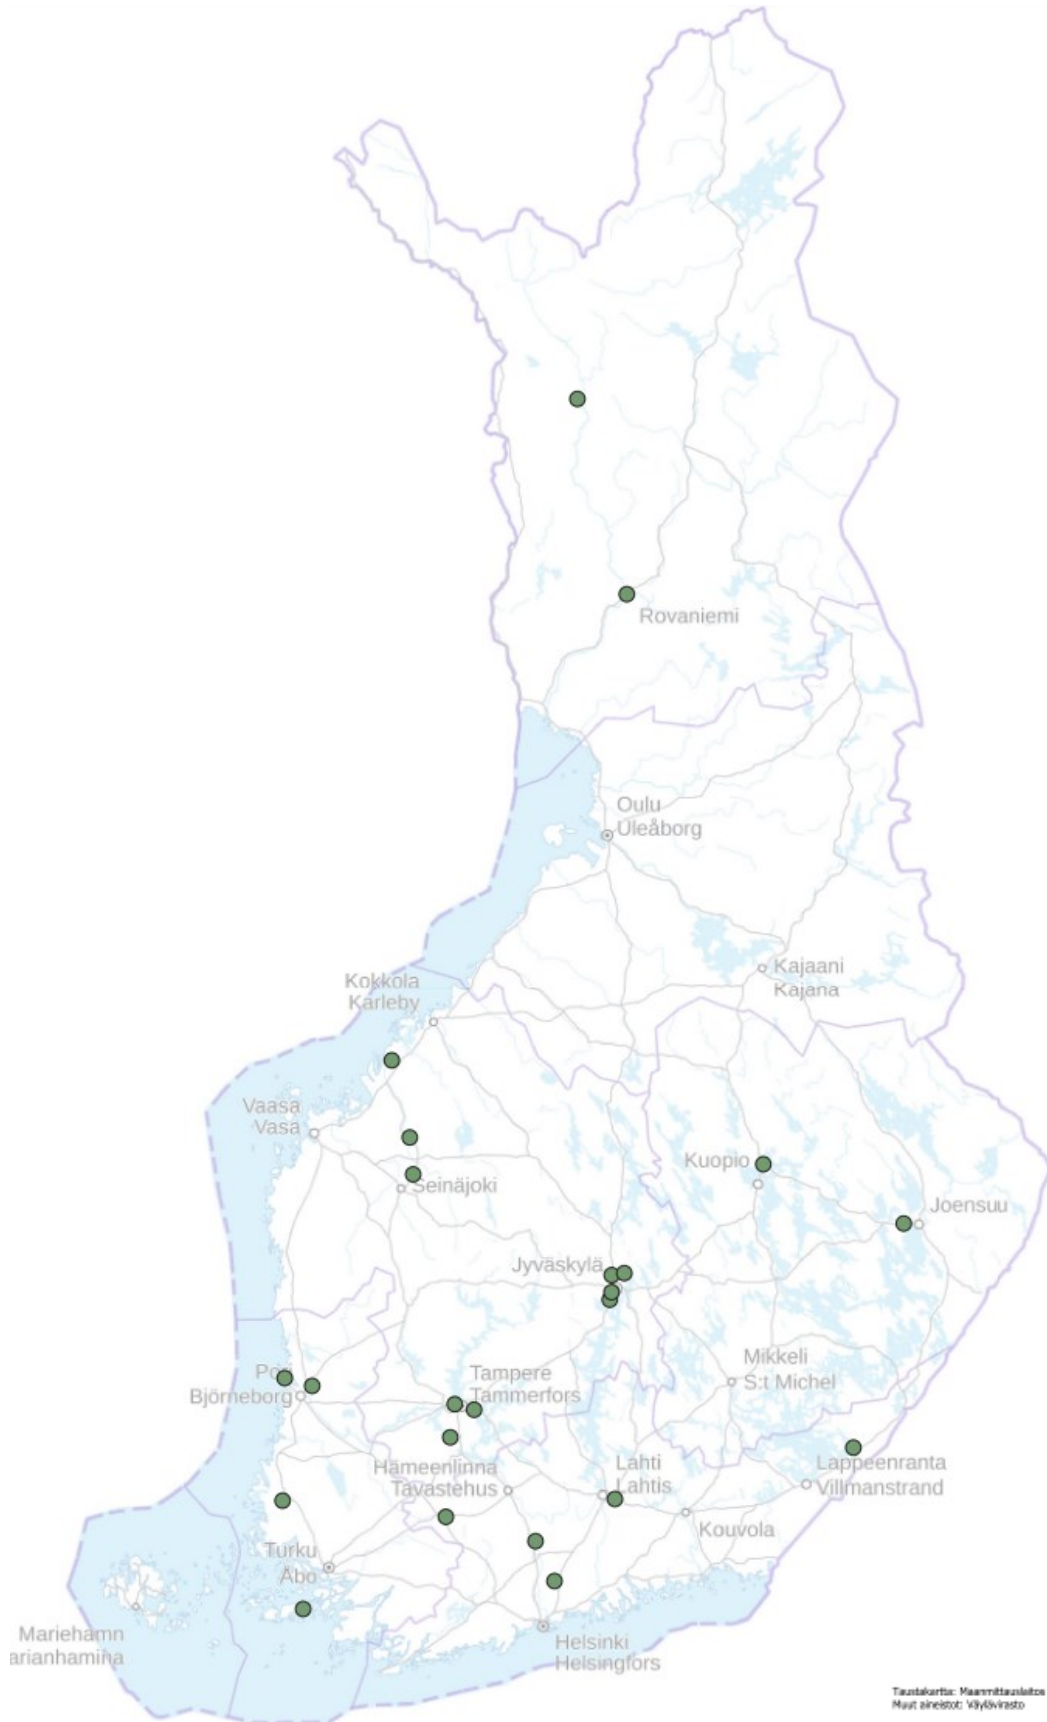 Rovaniemi
Oulu
Uleåborg
Kajaani
Kajana
Kokkola
Karleby
Vaasa
Vasa
Seinäjoki
Kuopio
Joensuu
Jyväskylä
Mikkeli
S:t Michel
Pori
Björneborg
Tampere
Tammerfors
Hämeenlinna
Tavastehus
Lahti
Lahtis
Lappeenranta
Villmanstrand
Kouvola
Turku
Åbo
Mariehamn
arianhamina
Helsinki
Helsingfors
Taustakartta: Maanmittauslaitos
Muut aineistot: Väylävirasto